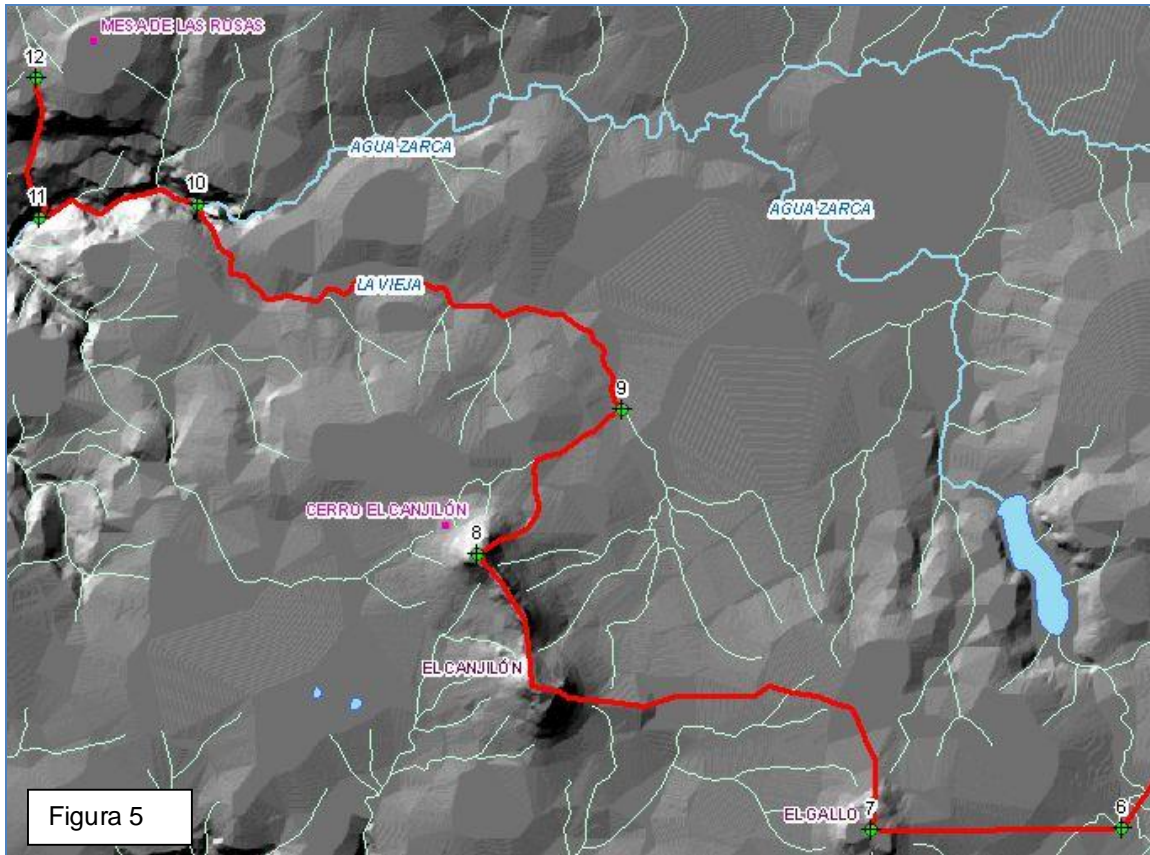 MESA DE LAS ROSAS
12
AGUA ZARCA
10
11
AGUA ZARCA
LA VIEJA
9
CERRO EL CANJILÓN
8
EL CANJILÓN
EL GALLO
7
6
Figura 5